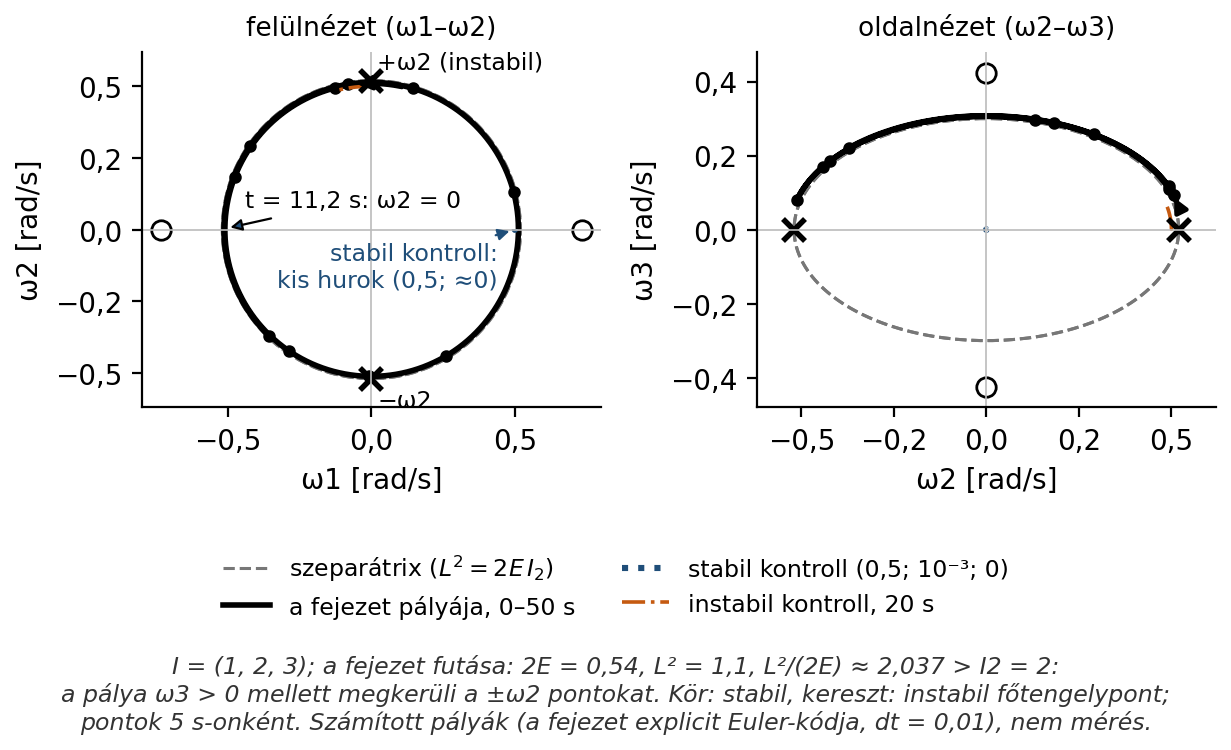 felülnézet (ω1–ω2)
+ω2 (instabil)
0,5
0,2
0,0
−0,2
−0,5
ω2 [rad/s]
t = 11,2 s: ω2 = 0
stabil kontroll:
kis hurok (0,5; ≈0)
−ω2
−0,5
0,0
0,5
ω1 [rad/s]
oldalnézet (ω2–ω3)
0,4
0,2
0,0
−0,2
−0,4
ω3 [rad/s]
−0,5
−0,2
0,0
0,2
0,5
ω2 [rad/s]
szeparátrix (L² = 2EI₂)
a fejezet pályája, 0–50 s
stabil kontroll (0,5; 10⁻³; 0)
instabil kontroll, 20 s
I = (1, 2, 3); a fejezet futása: 2E = 0,54, L² = 1,1, L²/(2E) ≈ 2,037 > I2 = 2:
a pálya ω3 > 0 mellett megkerüli a ±ω2 pontokat. Kör: stabil, kereszt: instabil főtengelypont;
pontok 5 s-onként. Számított pályák (a fejezet explicit Euler-kódja, dt = 0,01), nem mérés.